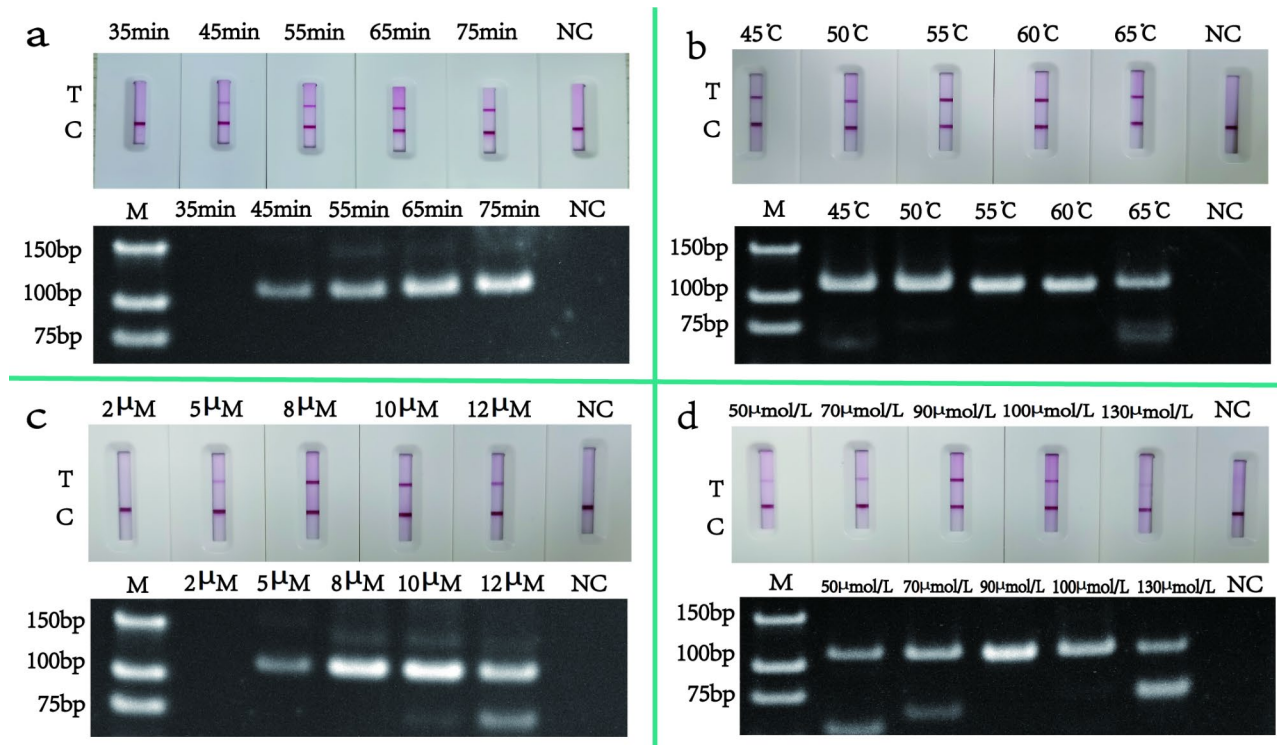 a
35min 45min 55min 65min 75min NC
T
C
M 35min 45min 55min 65min 75min NC
150bp
100bp
75bp
b
45℃ 50℃ 55℃ 60℃ 65℃ NC
T
C
M 45℃ 50℃ 55℃ 60℃ 65℃ NC
150bp
100bp
75bp
c
2μM 5μM 8μM 10μM 12μM NC
T
C
M 2μM 5μM 8μM 10μM 12μM NC
150bp
100bp
75bp
d
50μmol/L 70μmol/L 90μmol/L 100μmol/L 130μmol/L NC
T
C
M 50μmol/L 70μmol/L 90μmol/L 100μmol/L 130μmol/L NC
150bp
100bp
75bp